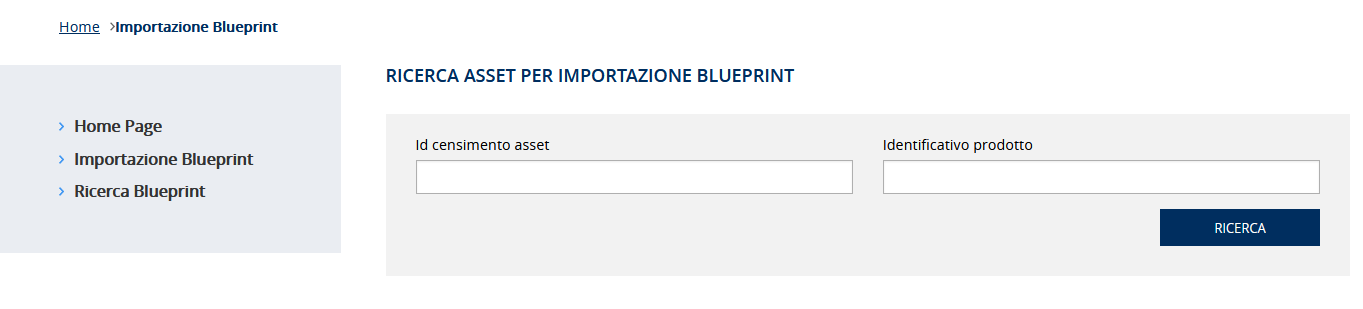 Home >Importazione Blueprint
RICERCA ASSET PER IMPORTAZIONE BLUEPRINT
> Home Page
> Importazione Blueprint
> Ricerca Blueprint
Id censimento asset
Identificativo prodotto
RICERCA